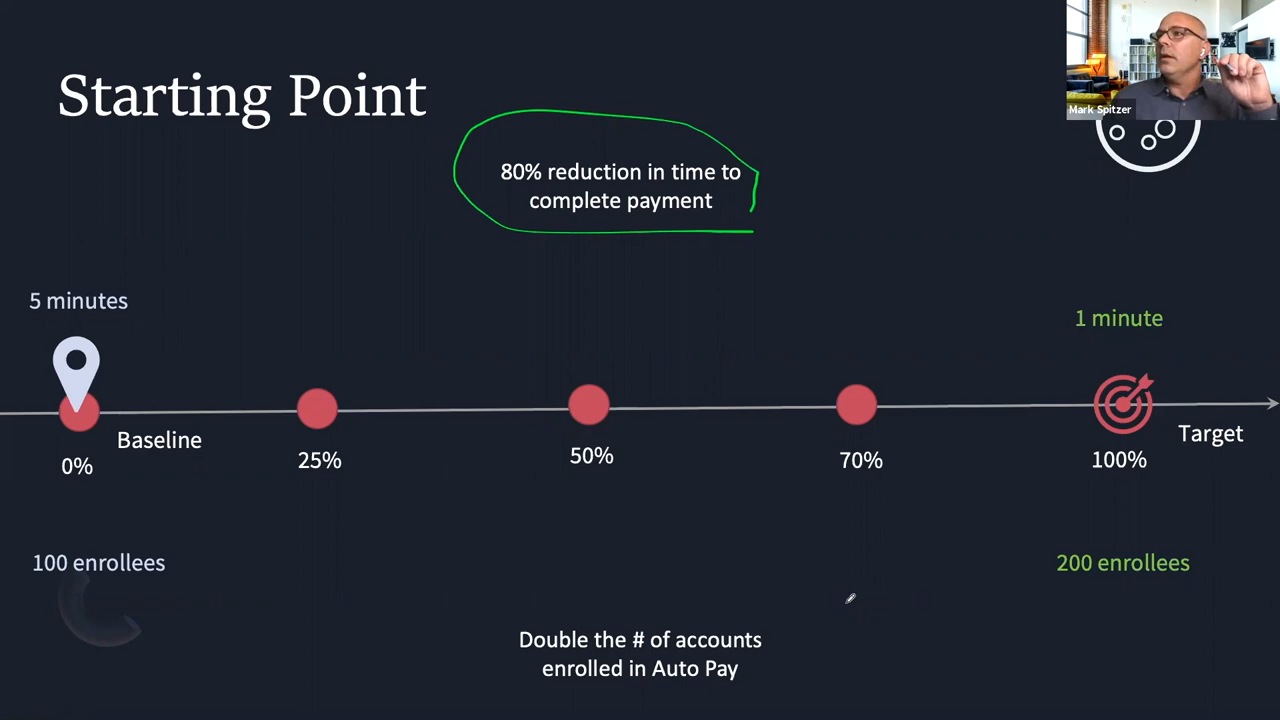 Mark Spitzer
Starting Point
80% reduction in time to
complete payment
5 minutes
1 minute
Baseline
Target
0%
25%
50%
70%
100%
100 enrollees
200 enrollees
Double the # of accounts
enrolled in Auto Pay